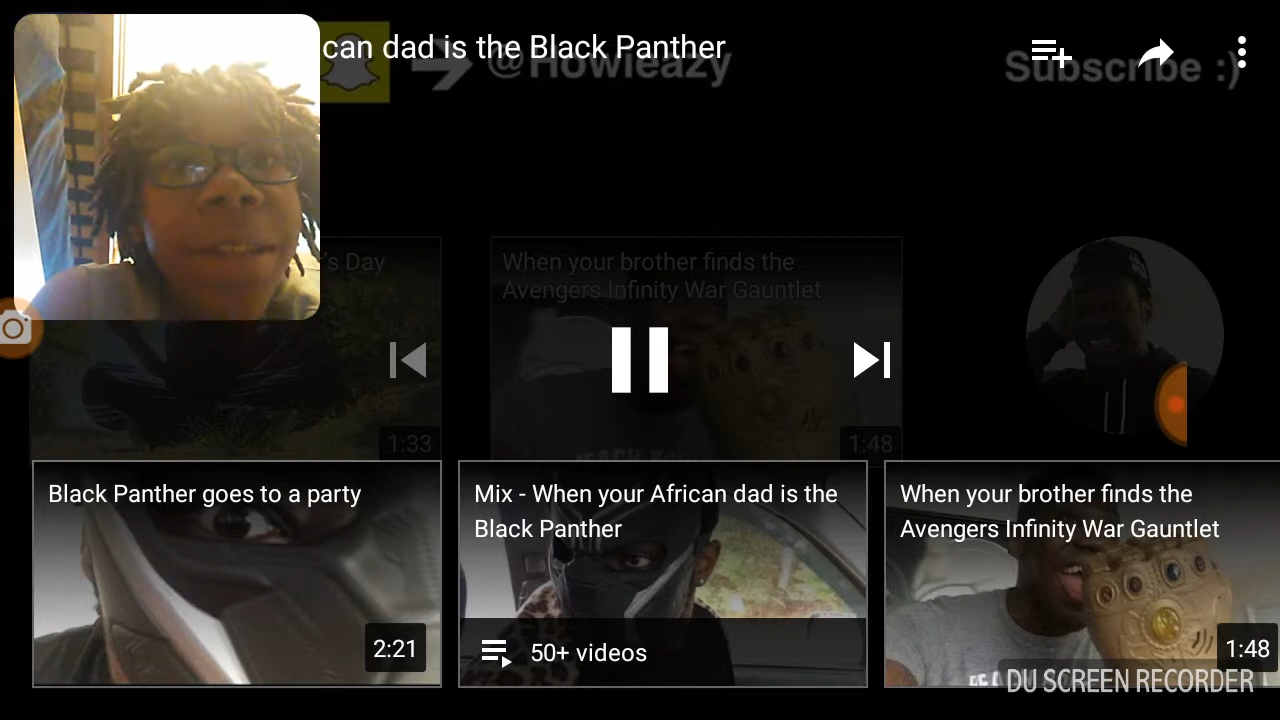 can dad is the Black Panther
@Howieazy
Subscribe :)
's Day
When your brother finds the
Avengers Infinity War Gauntlet
1:33
1:48
Black Panther goes to a party
2:21
Mix - When your African dad is the
Black Panther
50+ videos
When your brother finds the
Avengers Infinity War Gauntlet
1:48
DU SCREEN RECORDER